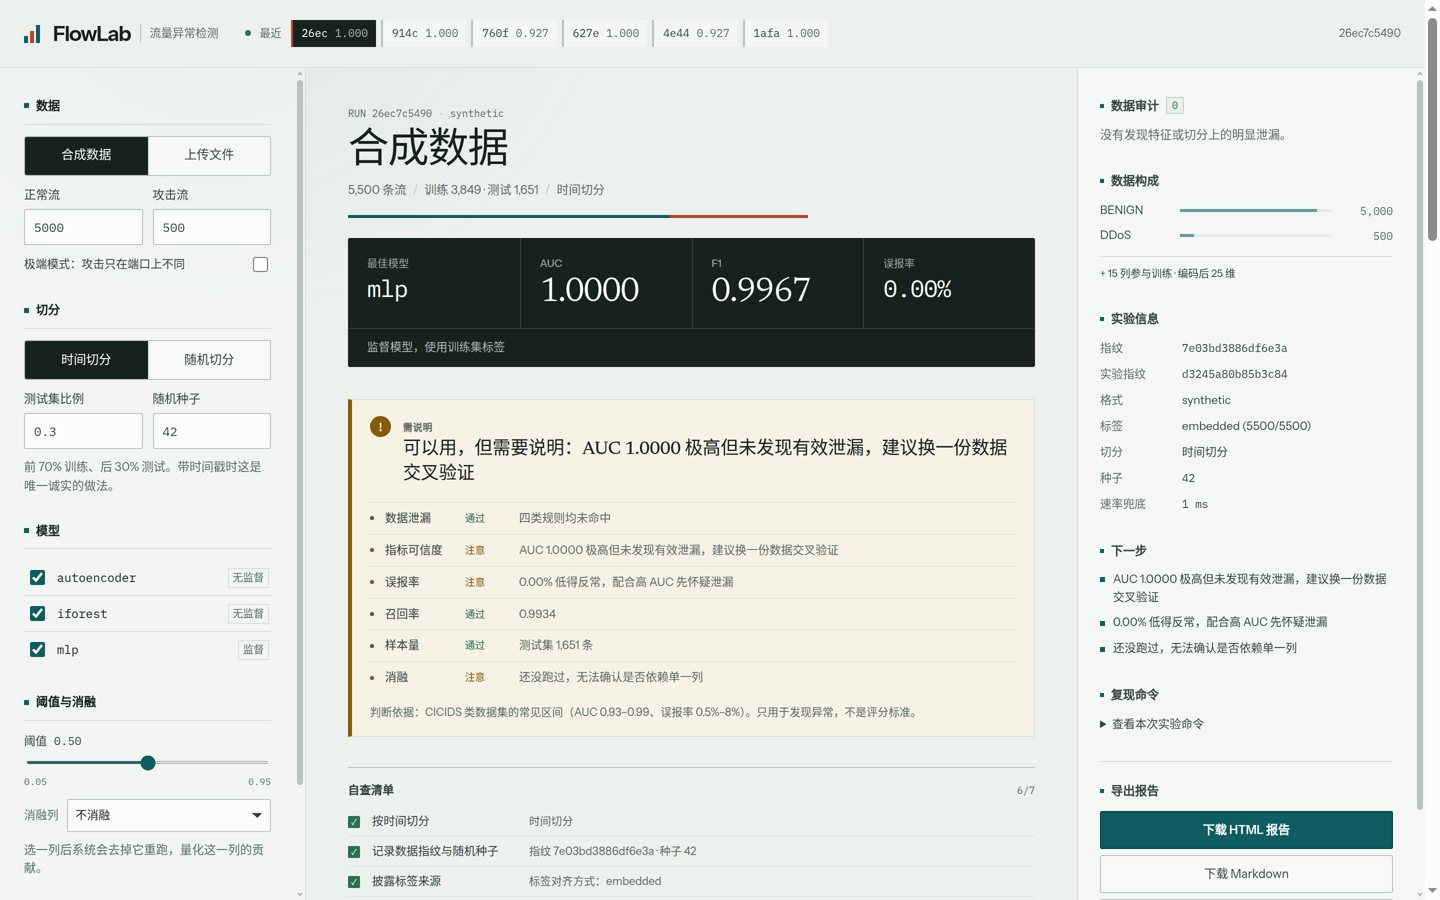 FlowLab
流量异常检测
最近
26ec 1.000
914c 1.000
760f 0.927
627e 1.000
4e44 0.927
1afa 1.000
26ec7c5490
数据
合成数据
上传文件
正常流
攻击流
5000
500
极端模式：攻击只在端口上不同
切分
时间切分
随机切分
测试集比例
随机种子
0.3
42
前 70% 训练、后 30% 测试。带时间戳时这是
唯一诚实的做法。
模型
autoencoder
无监督
iforest
无监督
mlp
监督
阈值与消融
阈值 0.50
0.05
0.95
消融列
不消融
选一列后系统会去掉它重跑，量化这一列的贡
献。
RUN 26ec7c5490 · synthetic
合成数据
5,500 条流 / 训练 3,849 · 测试 1,651 / 时间切分
最佳模型
mlp
AUC
1.0000
F1
0.9967
误报率
0.00%
监督模型，使用训练集标签
!
需说明
可以用，但需要说明：AUC 1.0000 极高但未发现有效泄漏，建议换一份数据
交叉验证
数据泄漏 通过 四类规则均未命中
指标可信度 注意 AUC 1.0000 极高但未发现有效泄漏，建议换一份数据交叉验证
误报率 注意 0.00% 低得反常，配合高 AUC 先怀疑泄漏
召回率 通过 0.9934
样本量 通过 测试集 1,651 条
消融 注意 还没跑过，无法确认是否依赖单一列
判断依据：CICIDS 类数据集的常见区间（AUC 0.93–0.99、误报率 0.5%–8%）。只用于发现异常，不是评分标准。
自查清单
6/7
按时间切分 时间切分
记录数据指纹与随机种子 指纹 7e03bd3886df6e3a · 种子 42
披露标签来源 标签对齐方式：embedded
数据审计
0
没有发现特征或切分上的明显泄漏。
数据构成
BENIGN 5,000
DDoS 500
+ 15 列参与训练 · 编码后 25 维
实验信息
指纹 7e03bd3886df6e3a
实验指纹 d3245a80b85b3c84
格式 synthetic
标签 embedded (5500/5500)
切分 时间切分
种子 42
速率兜底 1 ms
下一步
AUC 1.0000 极高但未发现有效泄漏，建议换一份数据
交叉验证
0.00% 低得反常，配合高 AUC 先怀疑泄漏
还没跑过，无法确认是否依赖单一列
复现命令
查看本次实验命令
导出报告
下载 HTML 报告
下载 Markdown